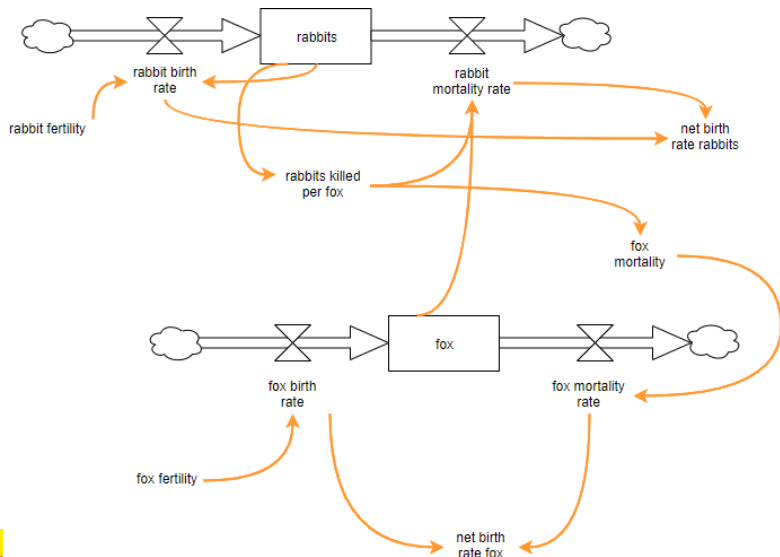 rabbits
rabbit birth
rate
rabbit
mortality rate
rabbit fertility
net birth
rate rabbits
rabbits killed
per fox
fox
mortality
fox
fox birth
rate
fox mortality
rate
fox fertility
net birth
rate fox